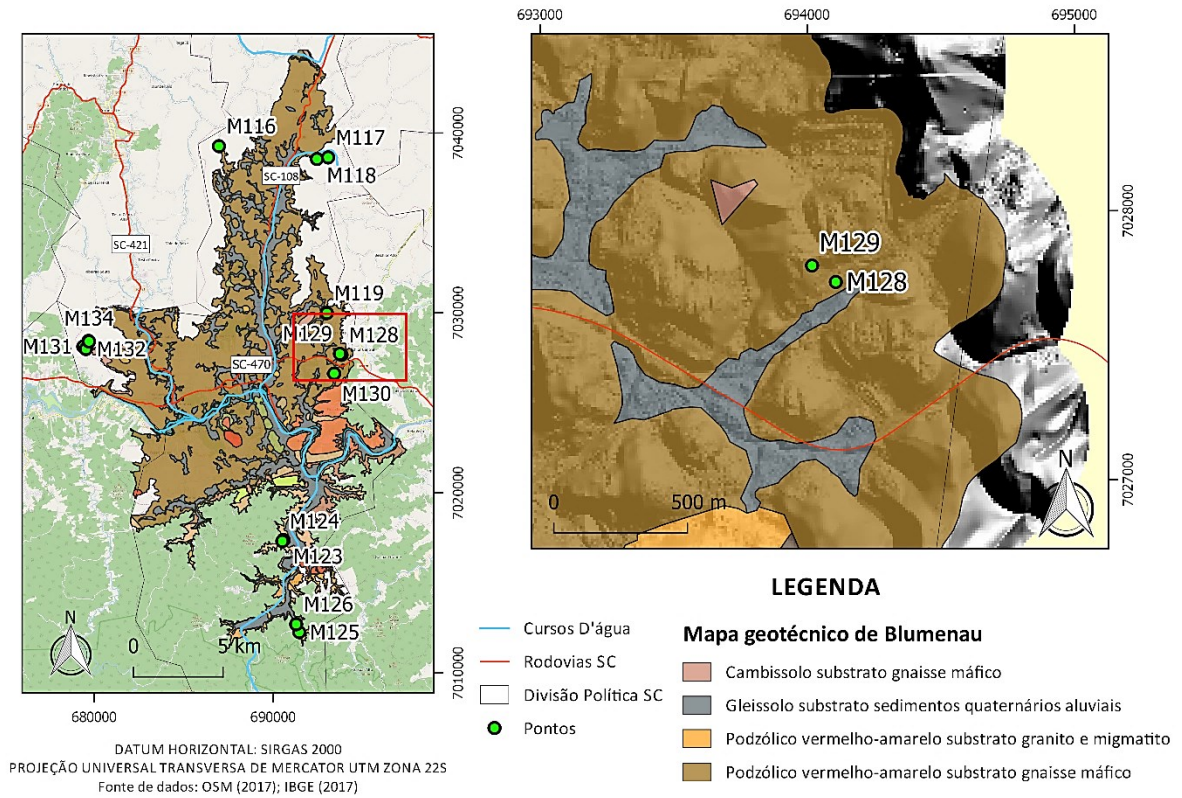 M116
M117
M118
SC-108
SC-421
M119
M134
M129
M128
M131
M132
SC-470
M130
M124
M123
M126
M125
N
0 5 km
7040000
7030000
7020000
7010000
680000 690000
DATUM HORIZONTAL: SIRGAS 2000
PROJEÇÃO UNIVERSAL TRANSVERSA DE MERCATOR UTM ZONA 22S
Fonte de dados: OSM (2017); IBGE (2017)
693000 694000 695000
M129
M128
7028000
7027000
0 500 m
N
LEGENDA
Cursos D'água
Rodovias SC
Divisão Política SC
Pontos
Mapa geotécnico de Blumenau
Cambissolo substrato gnaisse máfico
Gleissolo substrato sedimentos quaternários aluviais
Podzólico vermelho-amarelo substrato granito e migmatito
Podzólico vermelho-amarelo substrato gnaisse máfico